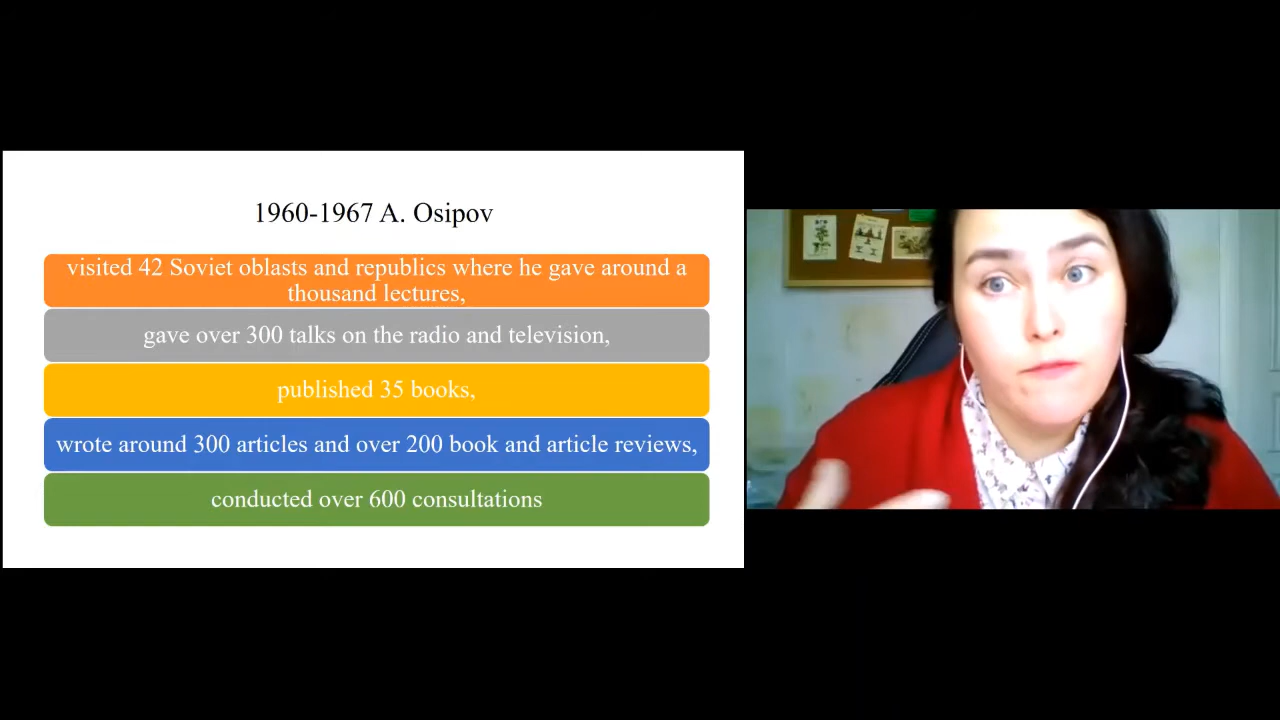 1960-1967 A. Osipov
visited 42 Soviet oblasts and republics where he gave around a
thousand lectures,
gave over 300 talks on the radio and television,
published 35 books,
wrote around 300 articles and over 200 book and article reviews,
conducted over 600 consultations